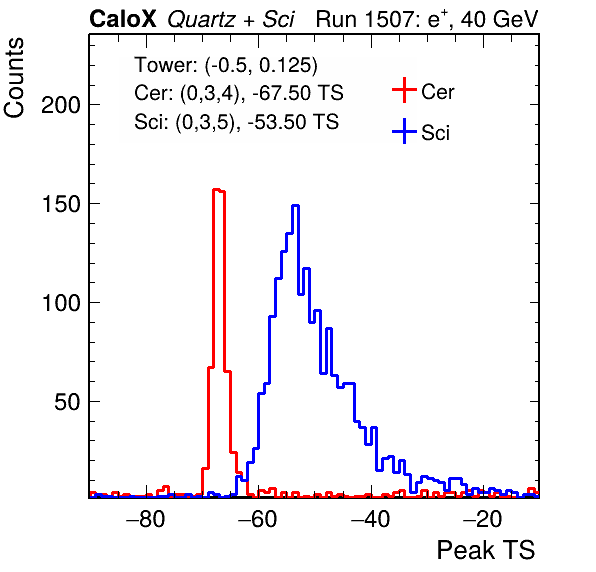 CaloX Quartz + Sci Run 1507: e⁺, 40 GeV
Counts
Tower: (-0.5, 0.125)
Cer: (0,3,4), -67.50 TS
Sci: (0,3,5), -53.50 TS
Cer
Sci
200
150
100
50
−80 −60 −40 −20
Peak TS